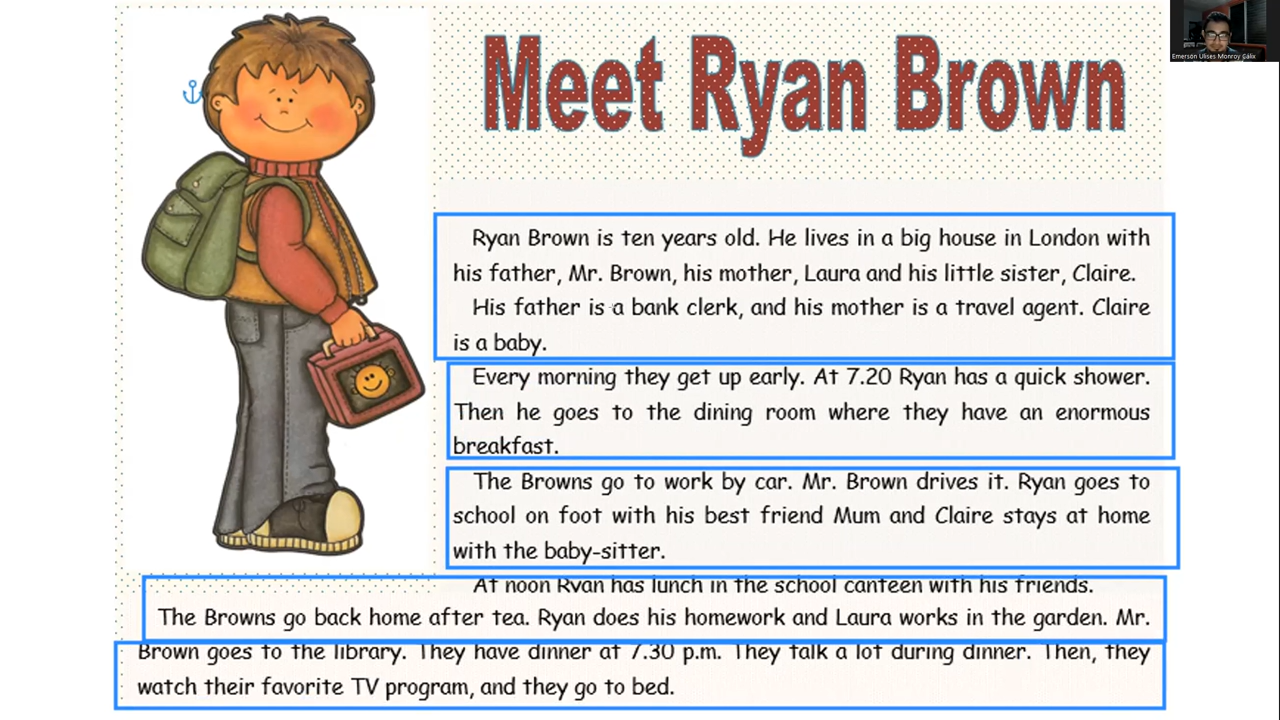 Emerson Ulises Monroy Gálix
Meet Ryan Brown
Ryan Brown is ten years old. He lives in a big house in London with
his father, Mr. Brown, his mother, Laura and his little sister, Claire.
His father is a bank clerk, and his mother is a travel agent. Claire
is a baby.
Every morning they get up early. At 7.20 Ryan has a quick shower.
Then he goes to the dining room where they have an enormous
breakfast.
The Browns go to work by car. Mr. Brown drives it. Ryan goes to
school on foot with his best friend Mum and Claire stays at home
with the baby-sitter.
At noon Ryan has lunch in the school canteen with his friends.
The Browns go back home after tea. Ryan does his homework and Laura works in the garden. Mr.
Brown goes to the library. They have dinner at 7.30 p.m. They talk a lot during dinner. Then, they
watch their favorite TV program, and they go to bed.